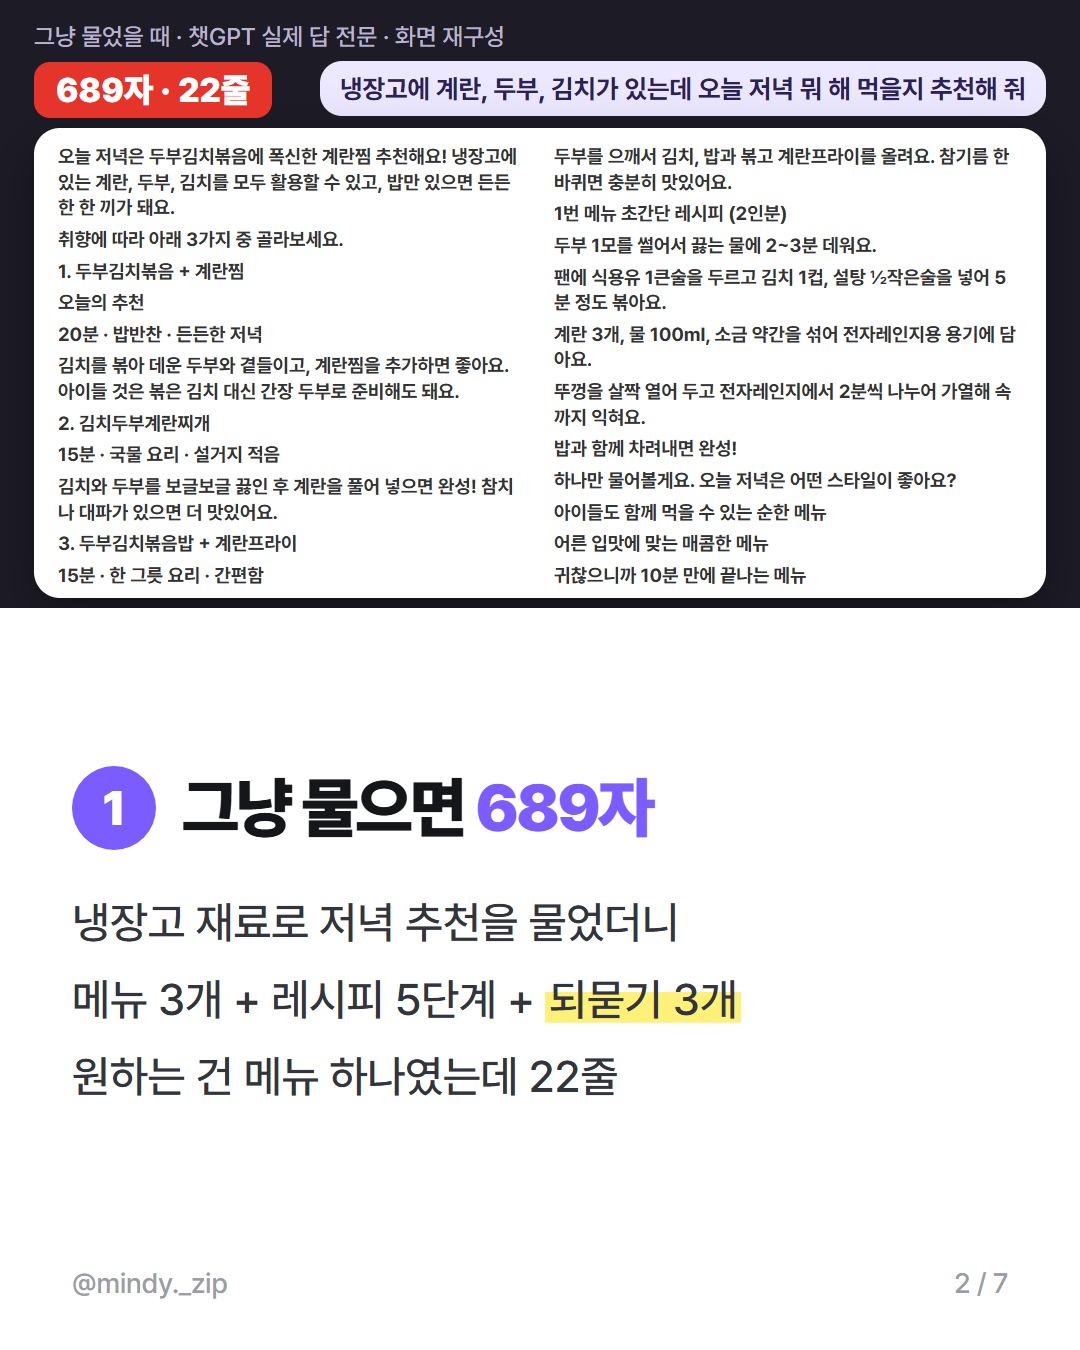 그냥 물었을 때 · 챗GPT 실제 답 전문 · 화면 재구성
689자 · 22줄
냉장고에 계란, 두부, 김치가 있는데 오늘 저녁 뭐 해 먹을지 추천해 줘
오늘 저녁은 두부김치볶음에 폭신한 계란찜 추천해요! 냉장고에
있는 계란, 두부, 김치를 모두 활용할 수 있고, 밥만 있으면 든든
한 한 끼가 돼요.
취향에 따라 아래 3가지 중 골라보세요.
1. 두부김치볶음 + 계란찜
오늘의 추천
20분 · 밥반찬 · 든든한 저녁
김치를 볶아 데운 두부와 곁들이고, 계란찜을 추가하면 좋아요.
아이들 것은 볶은 김치 대신 간장 두부로 준비해도 돼요.
2. 김치두부계란찌개
15분 · 국물 요리 · 설거지 적음
김치와 두부를 보글보글 끓인 후 계란을 풀어 넣으면 완성! 참치
나 대파가 있으면 더 맛있어요.
3. 두부김치볶음밥 + 계란프라이
15분 · 한 그릇 요리 · 간편함
두부를 으깨서 김치, 밥과 볶고 계란프라이를 올려요. 참기름 한
바퀴면 충분히 맛있어요.
1번 메뉴 초간단 레시피 (2인분)
두부 1모를 썰어서 끓는 물에 2~3분 데워요.
팬에 식용유 1큰술을 두르고 김치 1컵, 설탕 ½작은술을 넣어 5
분 정도 볶아요.
계란 3개, 물 100ml, 소금 약간을 섞어 전자레인지용 용기에 담
아요.
뚜껑을 살짝 열어 두고 전자레인지에서 2분씩 나누어 가열해 속
까지 익혀요.
밥과 함께 차려내면 완성!
하나만 물어볼게요. 오늘 저녁은 어떤 스타일이 좋아요?
아이들도 함께 먹을 수 있는 순한 메뉴
어른 입맛에 맞는 매콤한 메뉴
귀찮으니까 10분 만에 끝나는 메뉴
1 그냥 물으면 689자
냉장고 재료로 저녁 추천을 물었더니
메뉴 3개 + 레시피 5단계 + 되묻기 3개
원하는 건 메뉴 하나였는데 22줄
@mindy._zip
2 / 7